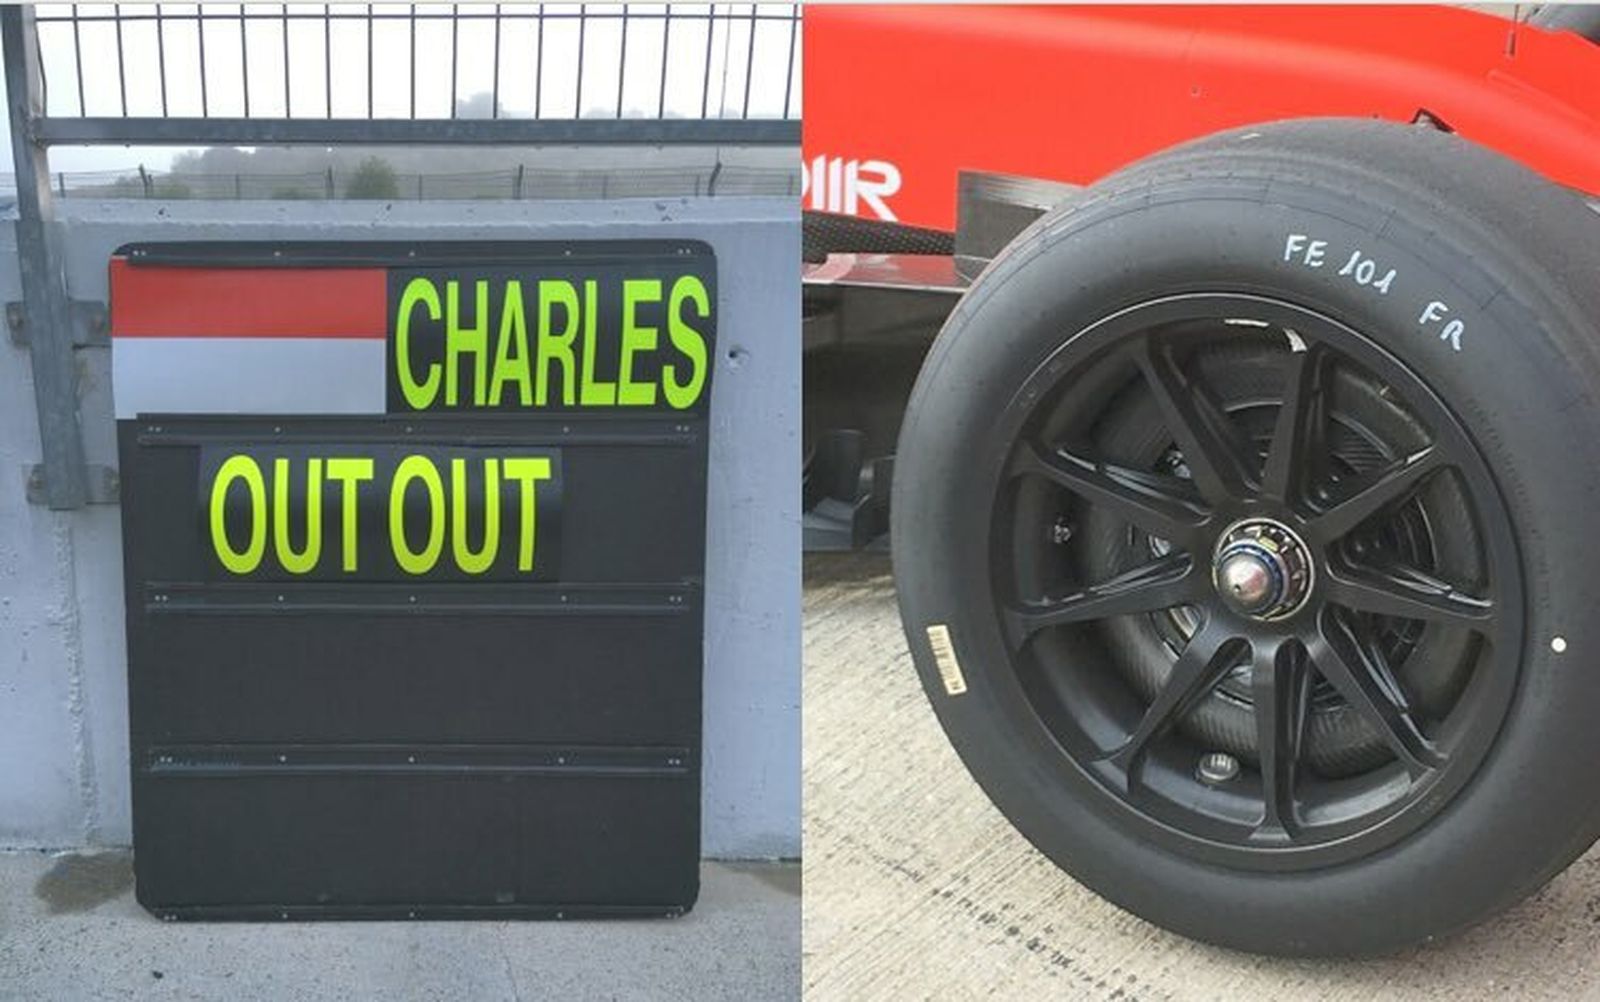 CHARLES
OUT OUT
FE 101 FR